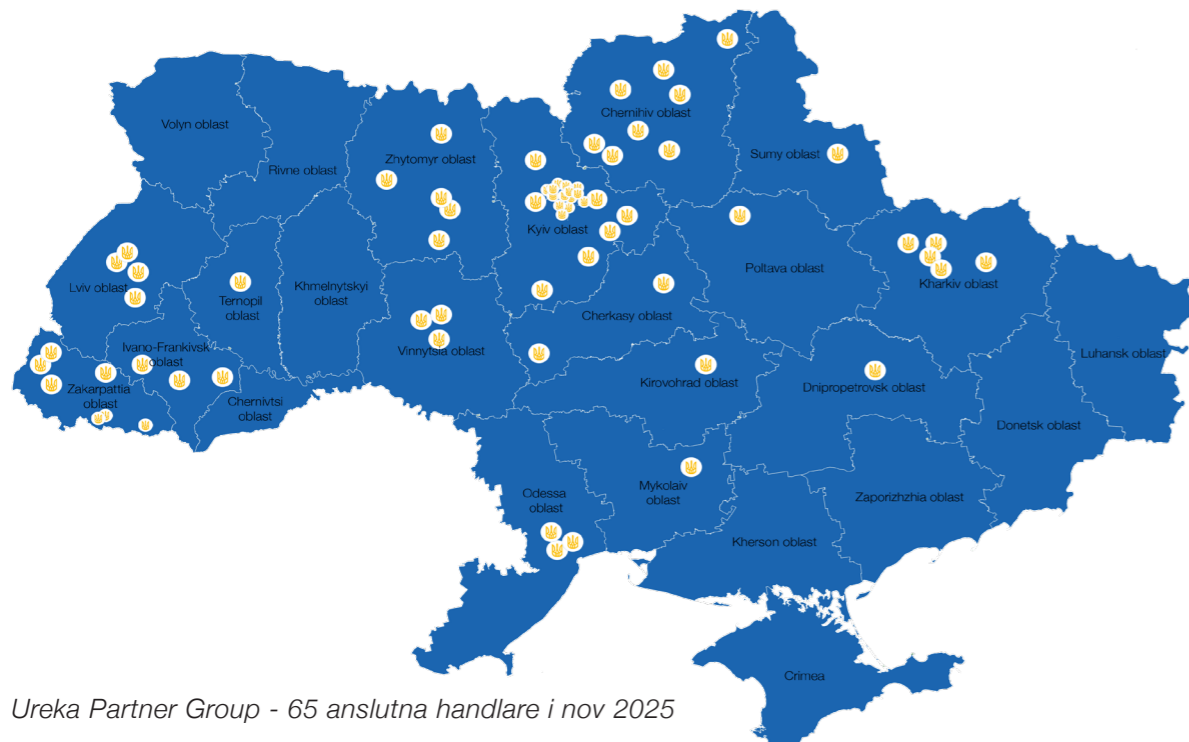 Volyn oblast
Rivne oblast
Zhytomyr oblast
Chernihiv oblast
Sumy oblast
Kyiv oblast
Lviv oblast
Ternopil
oblast
Khmelnytskyi
oblast
Vinnytsia oblast
Cherkasy oblast
Poltava oblast
Kharkiv oblast
Luhansk oblast
Ivano-Frankivsk
oblast
Zakarpattia
oblast
Chernivtsi
oblast
Kirovohrad oblast
Dnipropetrovsk oblast
Donetsk oblast
Odessa
oblast
Mykolaiv
oblast
Zaporizhzhia oblast
Kherson oblast
Crimea
Ureka Partner Group - 65 anslutna handlare i nov 2025